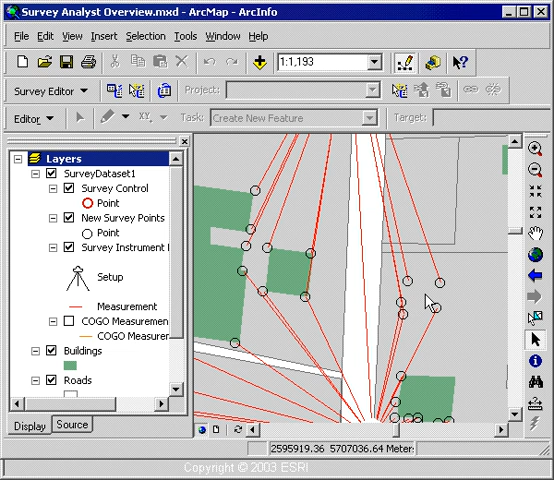 Survey Analyst Overview.mxd - ArcMap - ArcInfo
File Edit View Insert Selection Tools Window Help
1:1,193
Survey Editor Project:
Editor Task: Create New Feature Target:
Layers
SurveyDataset1
Survey Control
Point
New Survey Points
Point
Survey Instrument
Setup
Measurement
COGO Measuremen
COGO Measurer
Buildings
Roads
Display Source
2595919.36 5707036.64 Meters
Copyright © 2003 ESRI